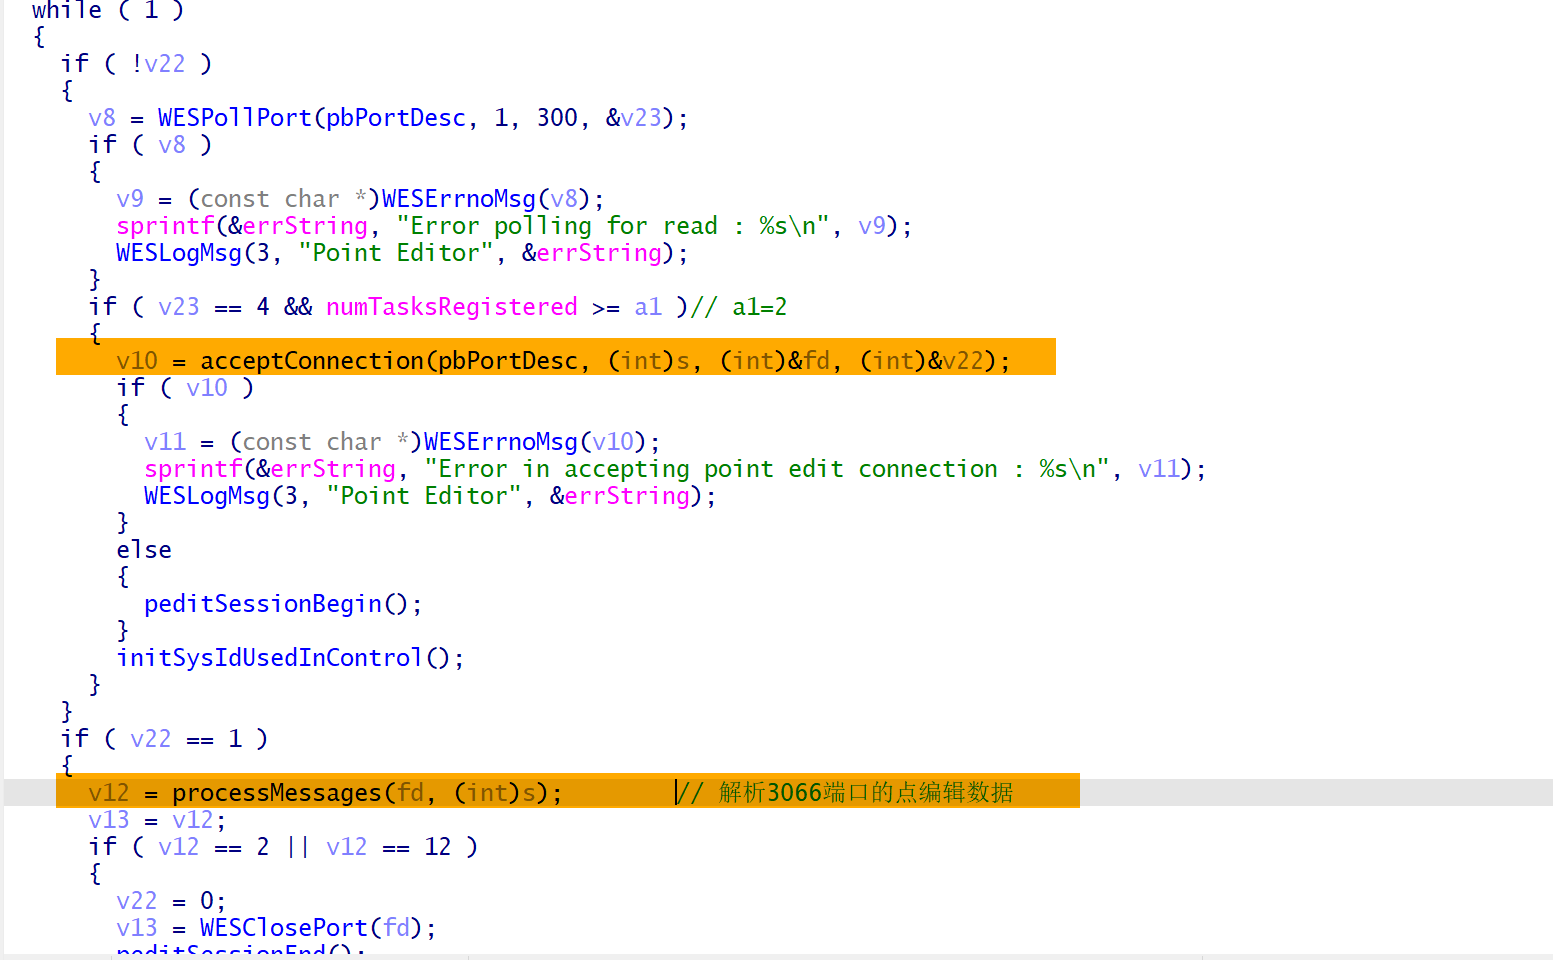 while ( 1 )
{
if ( !v22 )
{
v8 = WESPollPort(pbPortDesc, 1, 300, &v23);
if ( v8 )
{
v9 = (const char *)WESErrnoMsg(v8);
sprintf(&errString, "Error polling for read : %s\n", v9);
WESLogMsg(3, "Point Editor", &errString);
}
if ( v23 == 4 && numTasksRegistered >= a1 )// a1=2
{
v10 = acceptConnection(pbPortDesc, (int)s, (int)&fd, (int)&v22);
if ( v10 )
{
v11 = (const char *)WESErrnoMsg(v10);
sprintf(&errString, "Error in accepting point edit connection : %s\n", v11);
WESLogMsg(3, "Point Editor", &errString);
}
else
{
peditSessionBegin();
}
initSysIdUsedInControl();
}
}
if ( v22 == 1 )
{
v12 = processMessages(fd, (int)s); // 解析3066端口的点编辑数据
v13 = v12;
if ( v12 == 2 || v12 == 12 )
{
v22 = 0;
v13 = WESClosePort(fd);
peditSessionEnd();